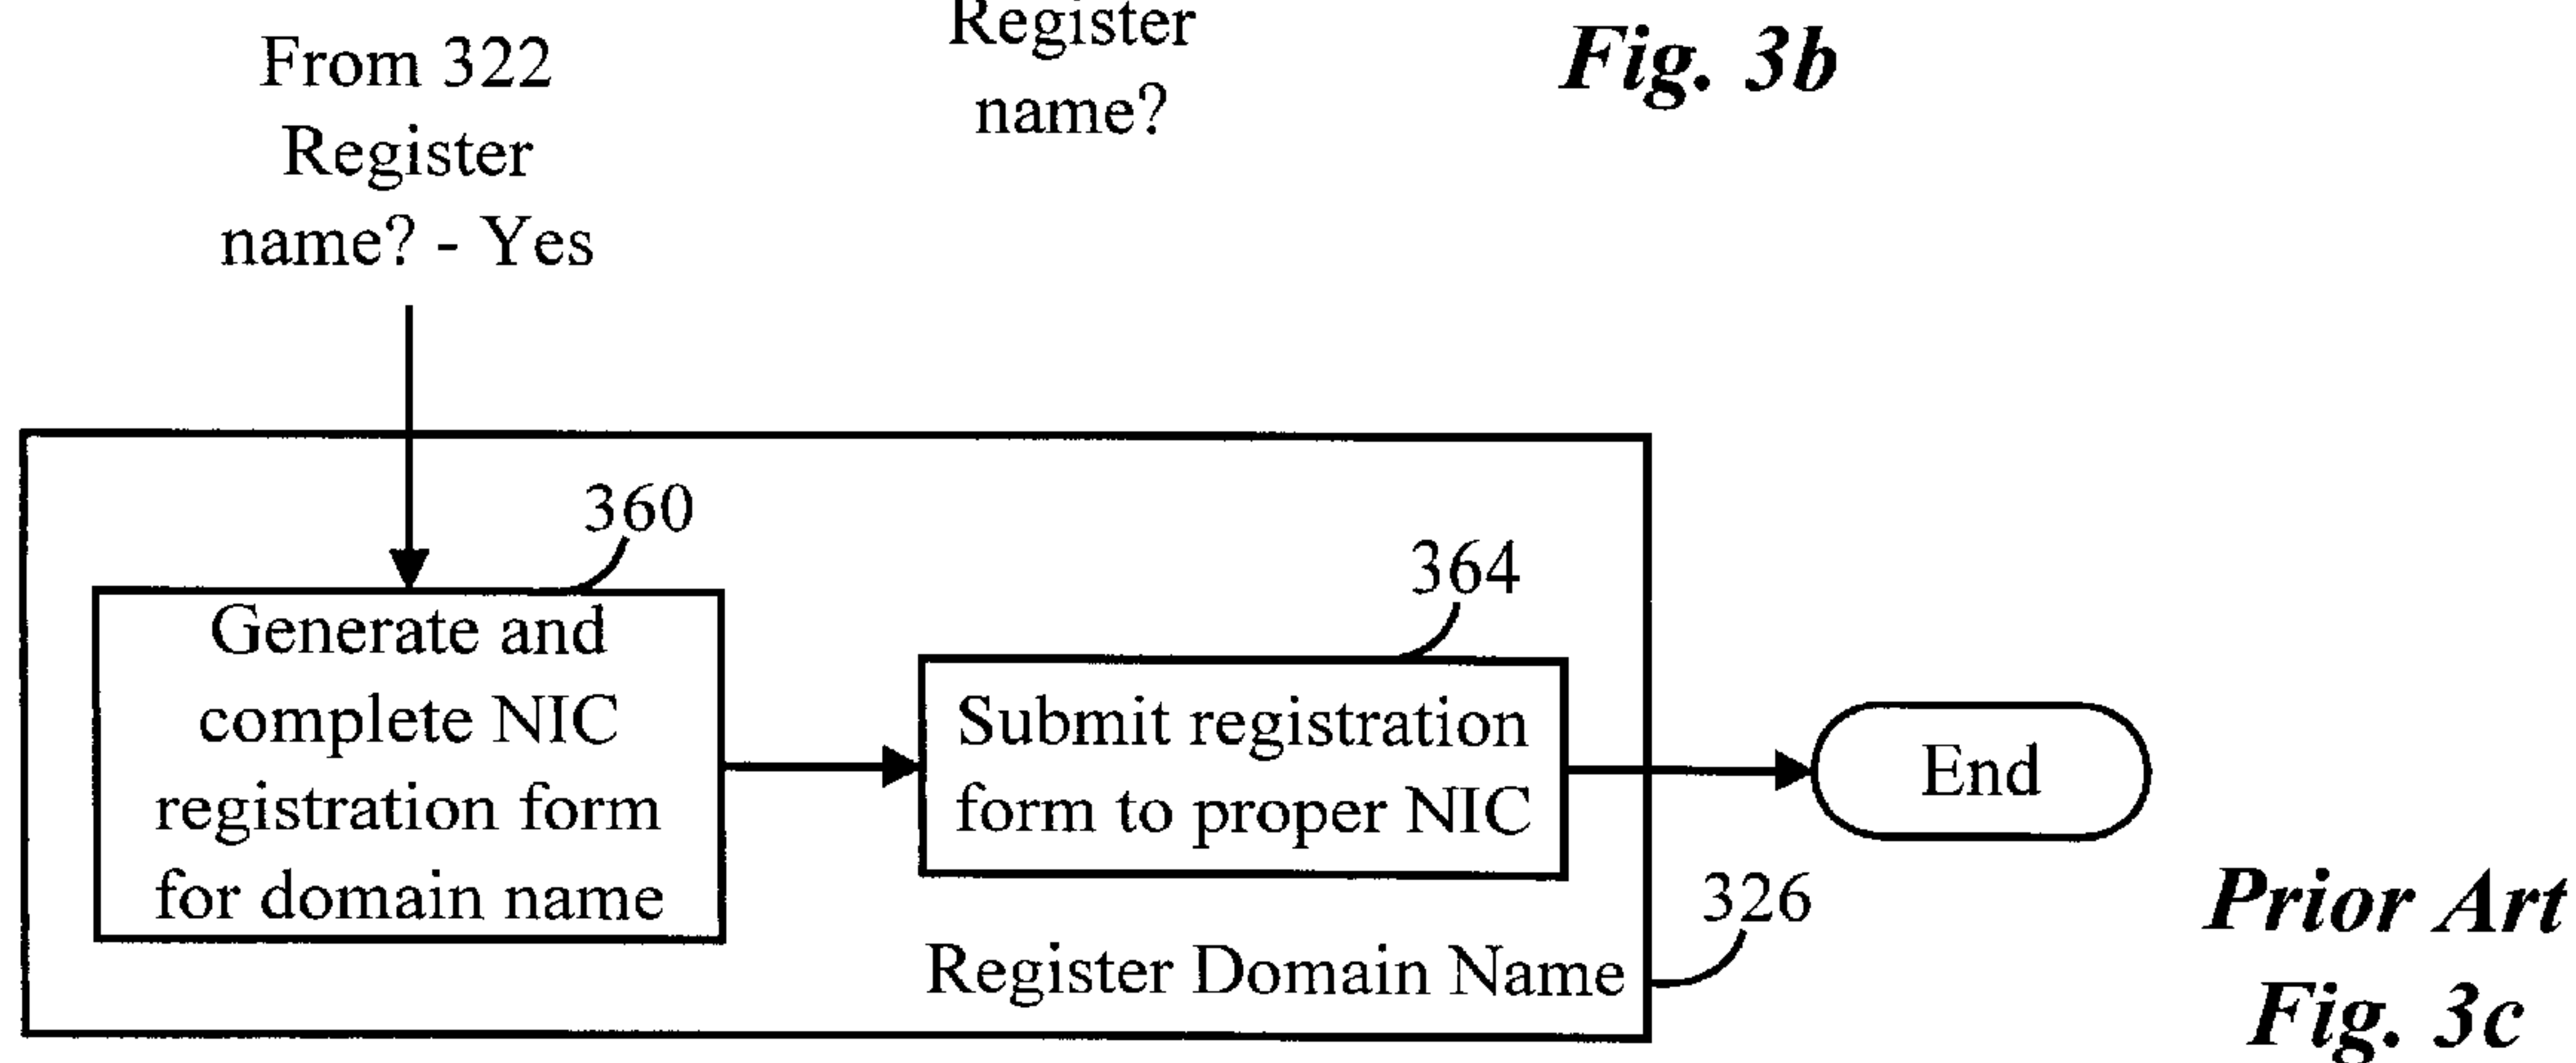 Register
name?
Fig. 3b
From 322
Register
name? - Yes
360
Generate and
complete NIC
registration form
for domain name
364
Submit registration
form to proper NIC
End
326
Register Domain Name
Prior Art
Fig. 3c